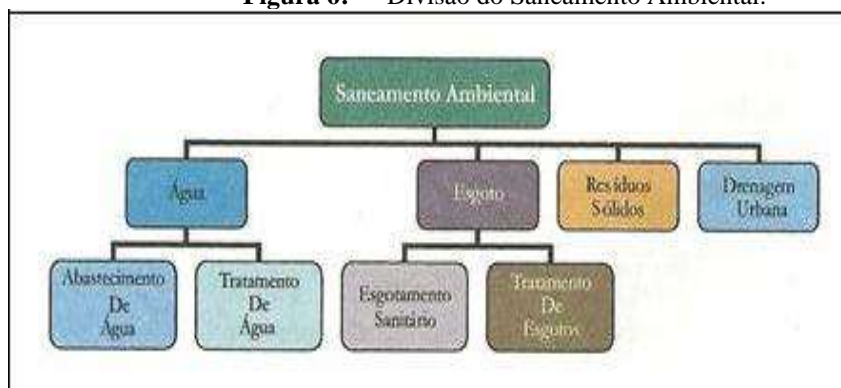 Divisão do Saneamento Ambiental.
Saneamento Ambiental
Água
Esgoto
Resíduos
Sólidos
Drenagem
Urbana
Abastecimento
De
Água
Tratamento
De
Água
Esgotamento
Sanitário
Tratamento
De
Esgotos